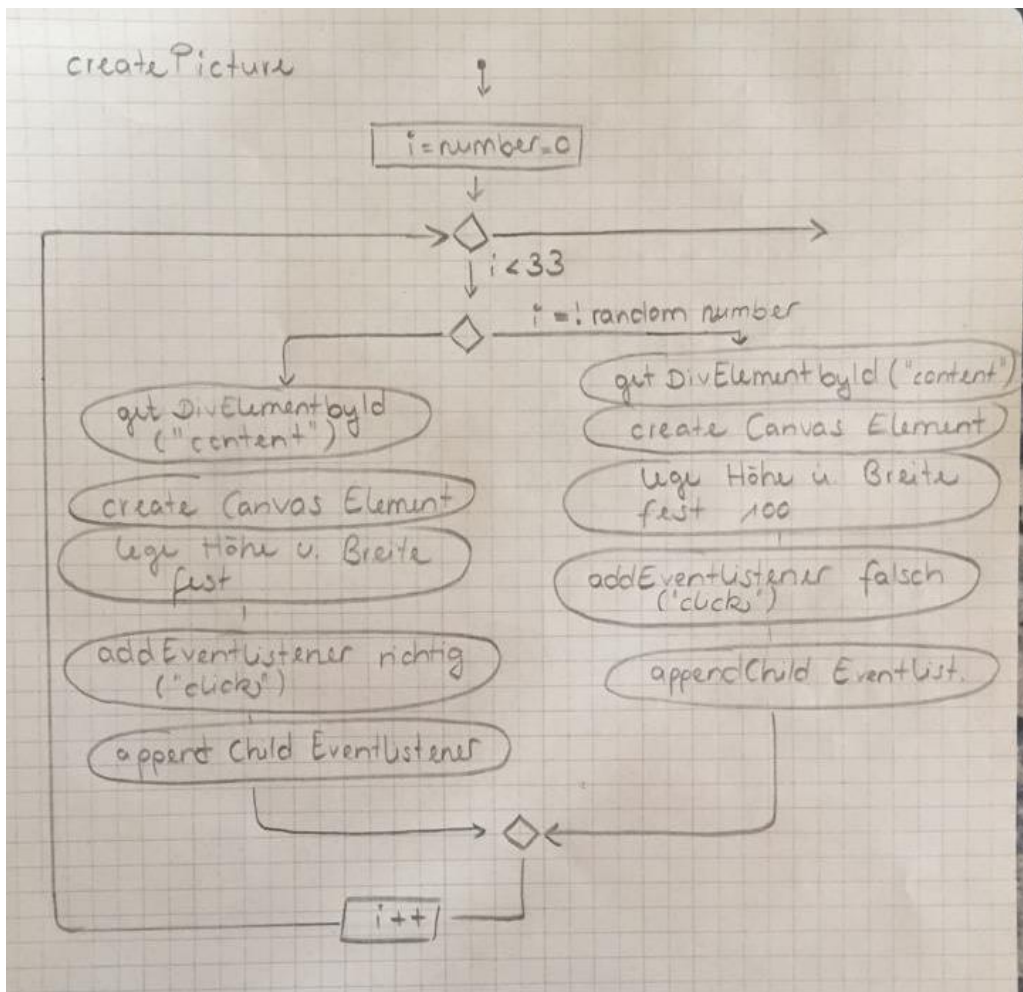 createPicture
i=number=0
i<33
i =! random number
get DivElementbyId
("content")
create Canvas Element
lege Höhe u. Breite
fest
addEventListener richtig
("click")
append Child EventListener
get DivElementbyId ("content")
create Canvas Element
lege Höhe u. Breite
fest 100
addEventListener falsch
("click")
appendChild EventList.
i++